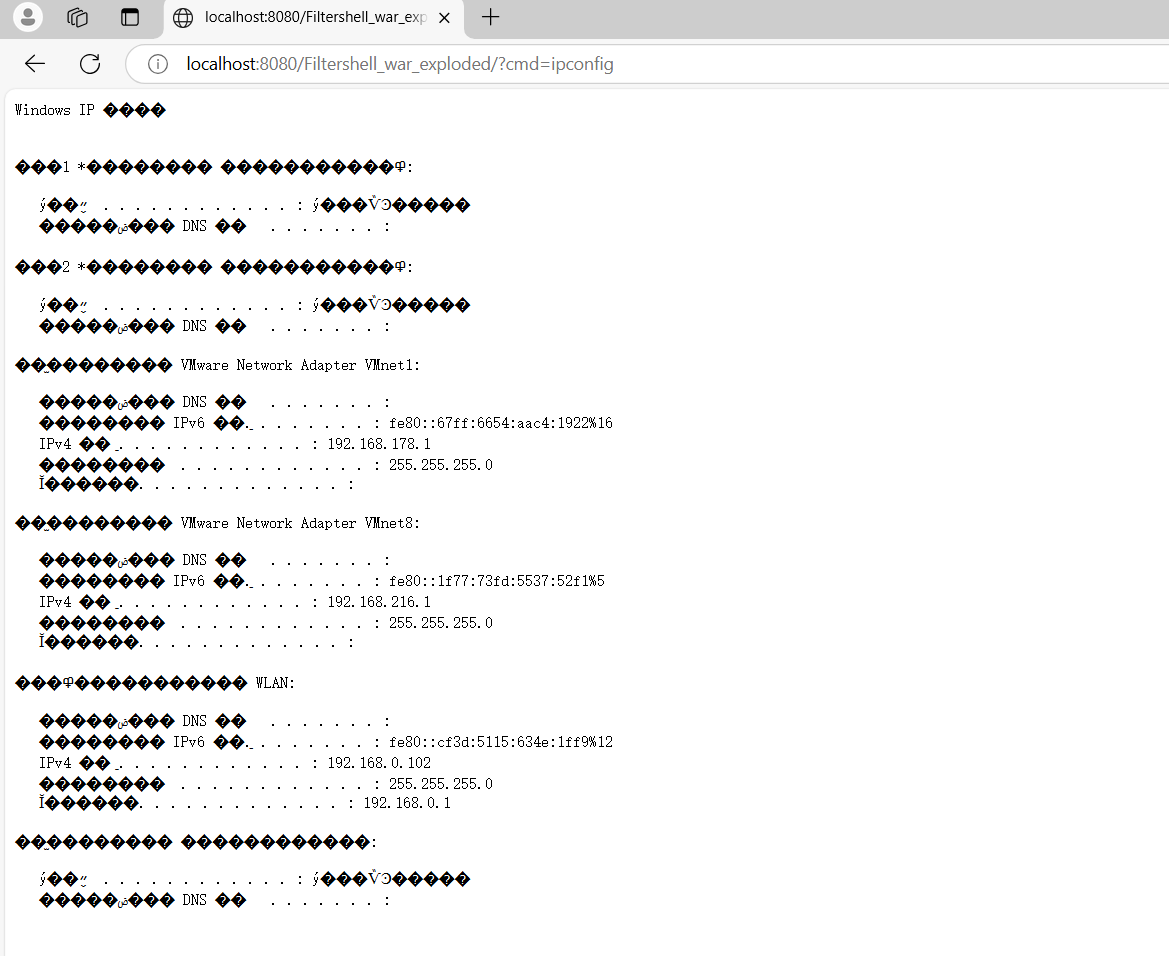 localhost:8080/Filtershell_war_exp
localhost:8080/Filtershell_war_exploded/?cmd=ipconfig
Windows IP ����
���1 *�������� �����������ዋ:
ý��״̬ . . . . . . . . . . . . : ý���ѶϿ�����
�����ض��� DNS ��   . . . . . . . :
���2 *�������� �����������ዋ:
ý��״̬ . . . . . . . . . . . . : ý���ѶϿ�����
�����ض��� DNS ��   . . . . . . . :
��̫���������� VMware Network Adapter VMnet1:
�����ض��� DNS ��   . . . . . . . :
�������� IPv6 ��. . . . . . . . : fe80::67ff:6654:aac4:1922%16
IPv4 ��ַ . . . . . . . . . . . . : 192.168.178.1
��������  . . . . . . . . . . . . : 255.255.255.0
Ĭ������. . . . . . . . . . . . . :
��̫���������� VMware Network Adapter VMnet8:
�����ض��� DNS ��   . . . . . . . :
�������� IPv6 ��. . . . . . . . : fe80::1f77:73fd:5537:52f1%5
IPv4 ��ַ . . . . . . . . . . . . : 192.168.216.1
��������  . . . . . . . . . . . . : 255.255.255.0
Ĭ������. . . . . . . . . . . . . :
���ዋ���������� WLAN:
�����ض��� DNS ��   . . . . . . . :
�������� IPv6 ��. . . . . . . . : fe80::cf3d:5115:634e:1ff9%12
IPv4 ��ַ . . . . . . . . . . . . : 192.168.0.102
��������  . . . . . . . . . . . . : 255.255.255.0
Ĭ������. . . . . . . . . . . . . : 192.168.0.1
��̫���������� ������������:
ý��״̬ . . . . . . . . . . . . : ý���ѶϿ�����
�����ض��� DNS ��   . . . . . . . :